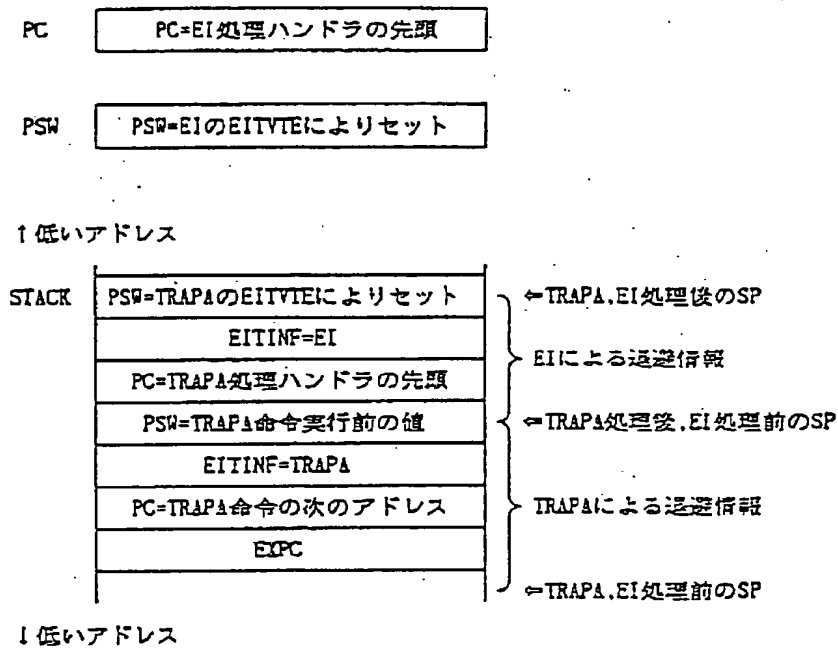 PC PC=EI処理ハンドラの先頭
PSW PSW=EIのEITVTEによりセット
↑低いアドレス
STACK PSW=TRAPAのEITVTEによりセット ⇐TRAPA,EI処理後のSP
EITINF=EI
EIによる退避情報
PC=TRAPA処理ハンドラの先頭
PSW=TRAPA命令実行前の値 ⇐TRAPA処理後,EI処理前のSP
EITINF=TRAPA
PC=TRAPA命令の次のアドレス TRAPAによる退避情報
EXPC
⇐TRAPA,EI処理前のSP
↓低いアドレス